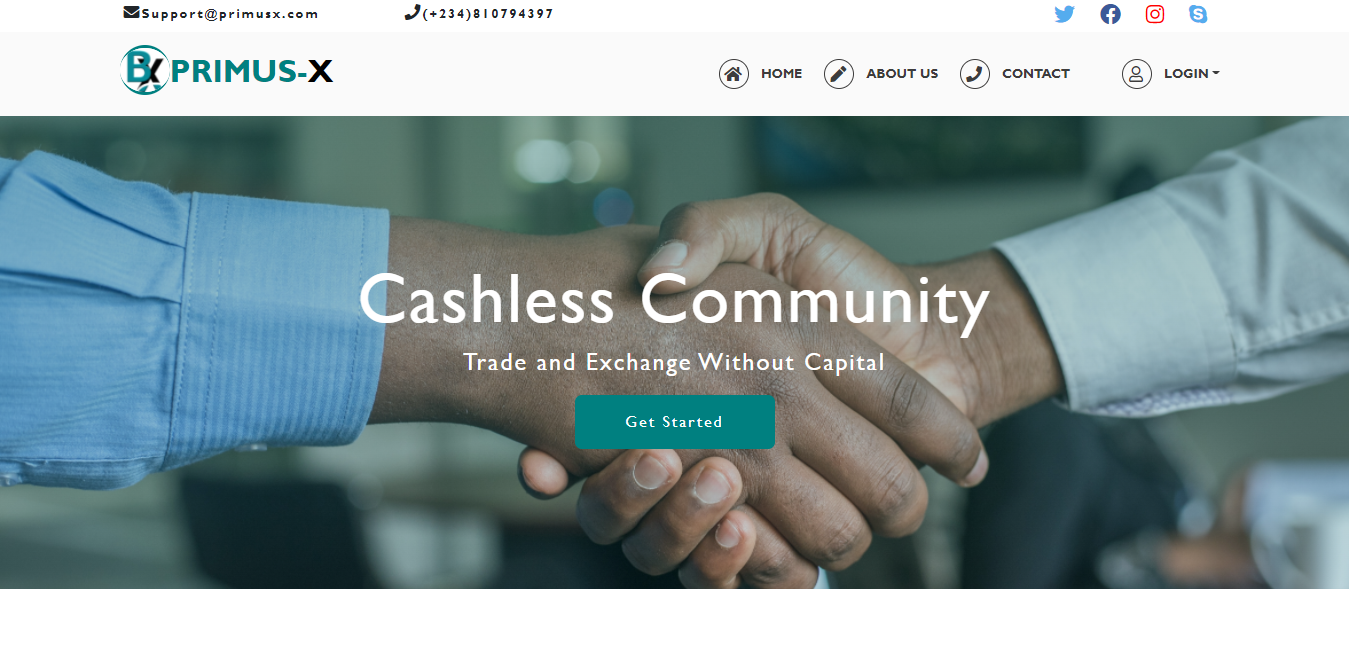 Support@primusx.com (+234)810794397
PRIMUS-X HOME ABOUT US CONTACT LOGIN
Cashless Community
Trade and Exchange Without Capital
Get Started